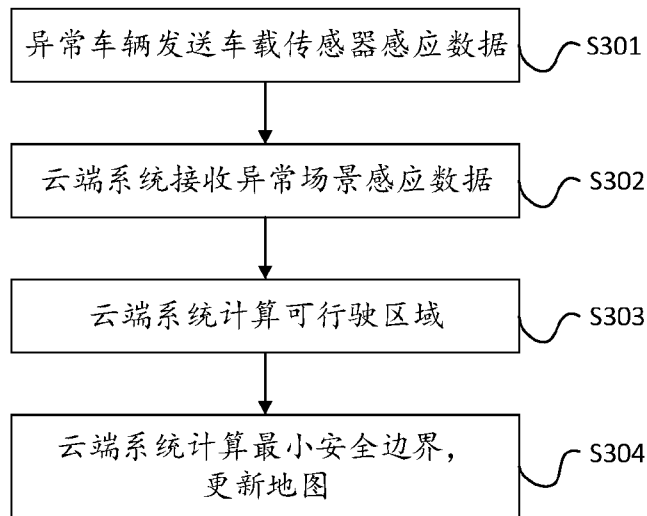 异常车辆发送车载传感器感应数据
S301
云端系统接收异常场景感应数据
S302
云端系统计算可行驶区域
S303
云端系统计算最小安全边界，
更新地图
S304